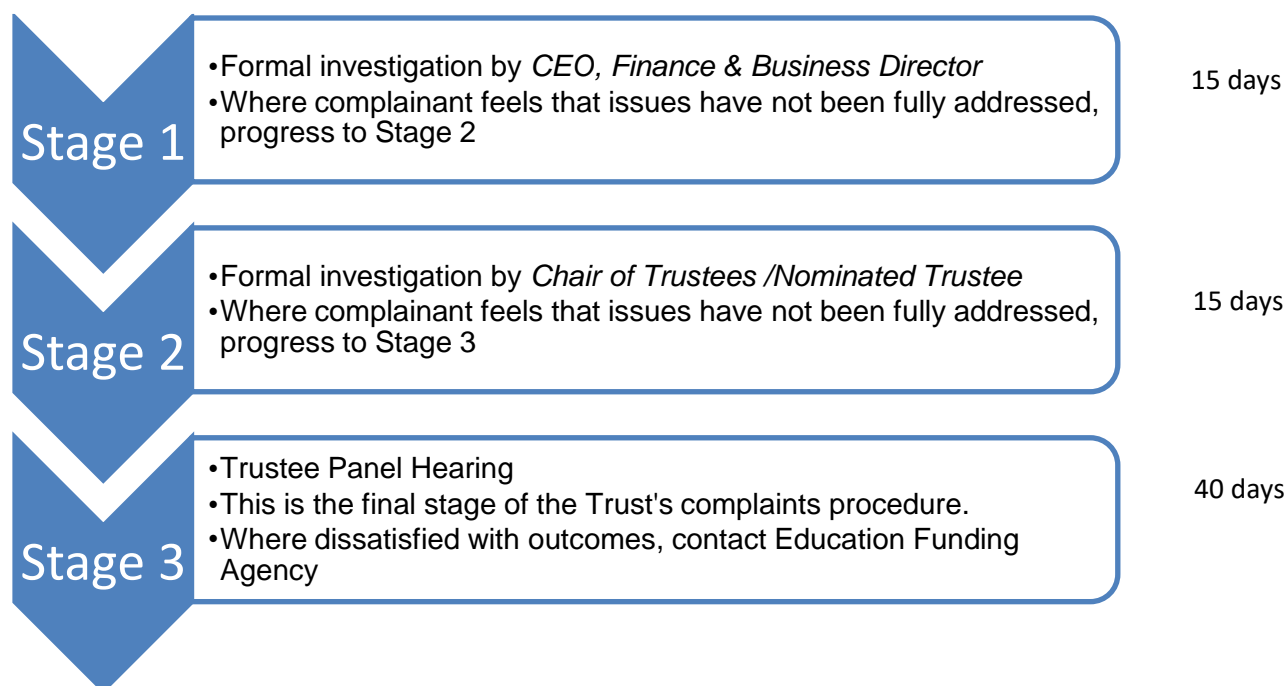 Stage 1
•Formal investigation by CEO, Finance & Business Director
•Where complainant feels that issues have not been fully addressed,
progress to Stage 2
15 days
Stage 2
•Formal investigation by Chair of Trustees /Nominated Trustee
•Where complainant feels that issues have not been fully addressed,
progress to Stage 3
15 days
Stage 3
•Trustee Panel Hearing
•This is the final stage of the Trust's complaints procedure.
•Where dissatisfied with outcomes, contact Education Funding
Agency
40 days